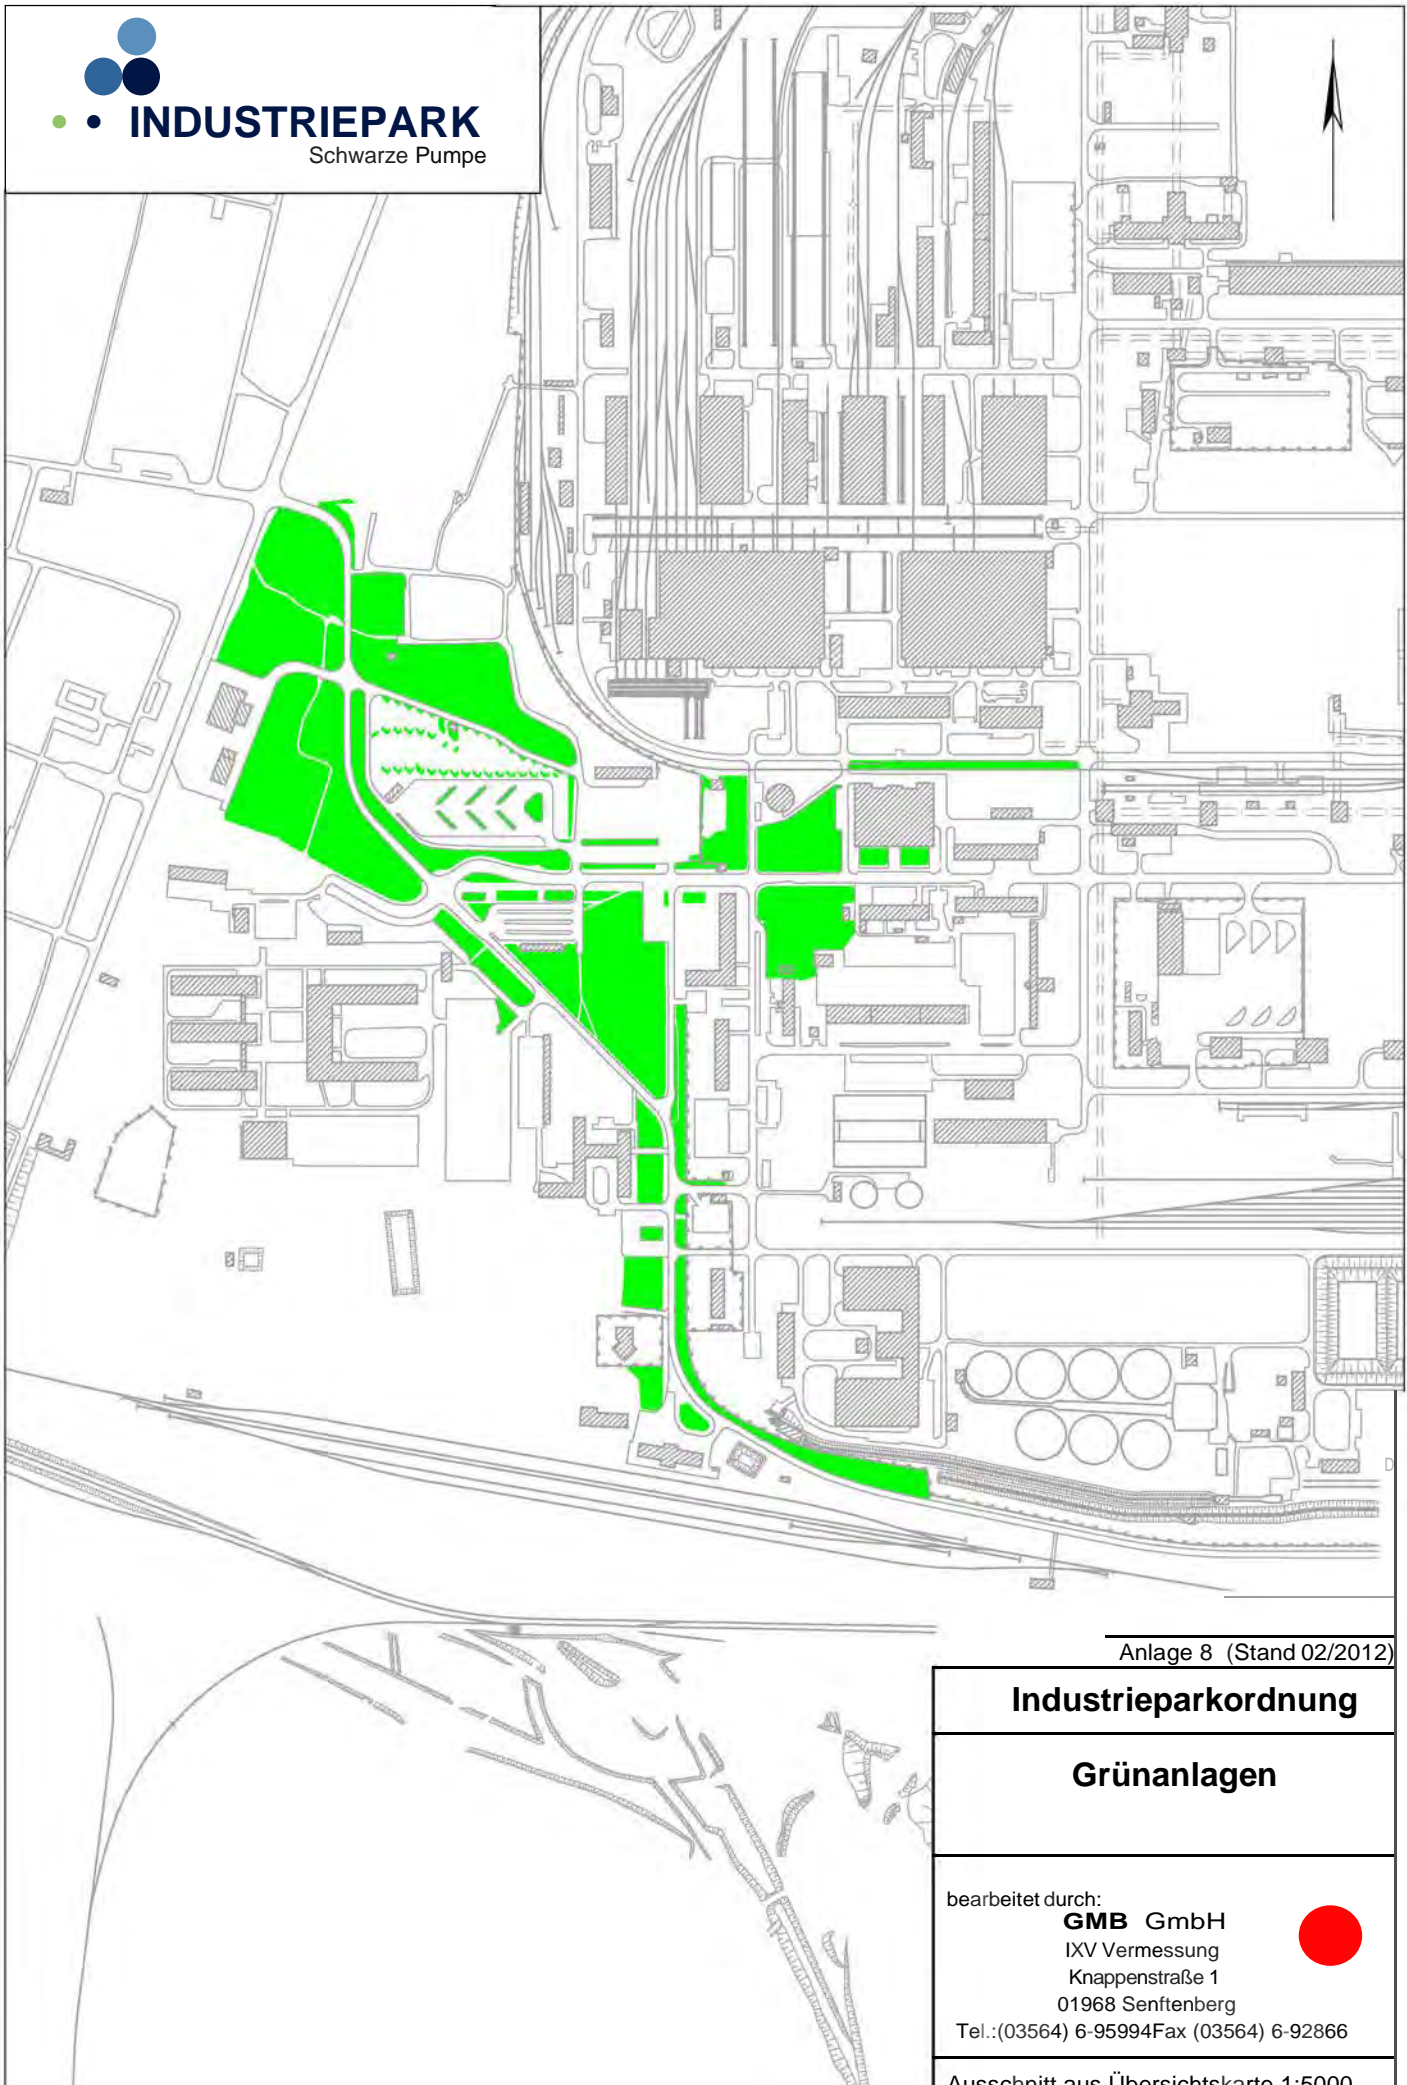 INDUSTRIEPARK
Schwarze Pumpe
D
Anlage 8 (Stand 02/2012)
Industrieparkordnung
Grünanlagen
bearbeitet durch:
GMB GmbH
IXV Vermessung
Knappenstraße 1
01968 Senftenberg
Tel.:(03564) 6-95994Fax (03564) 6-92866
Ausschnitt aus Übersichtskarte 1:5000